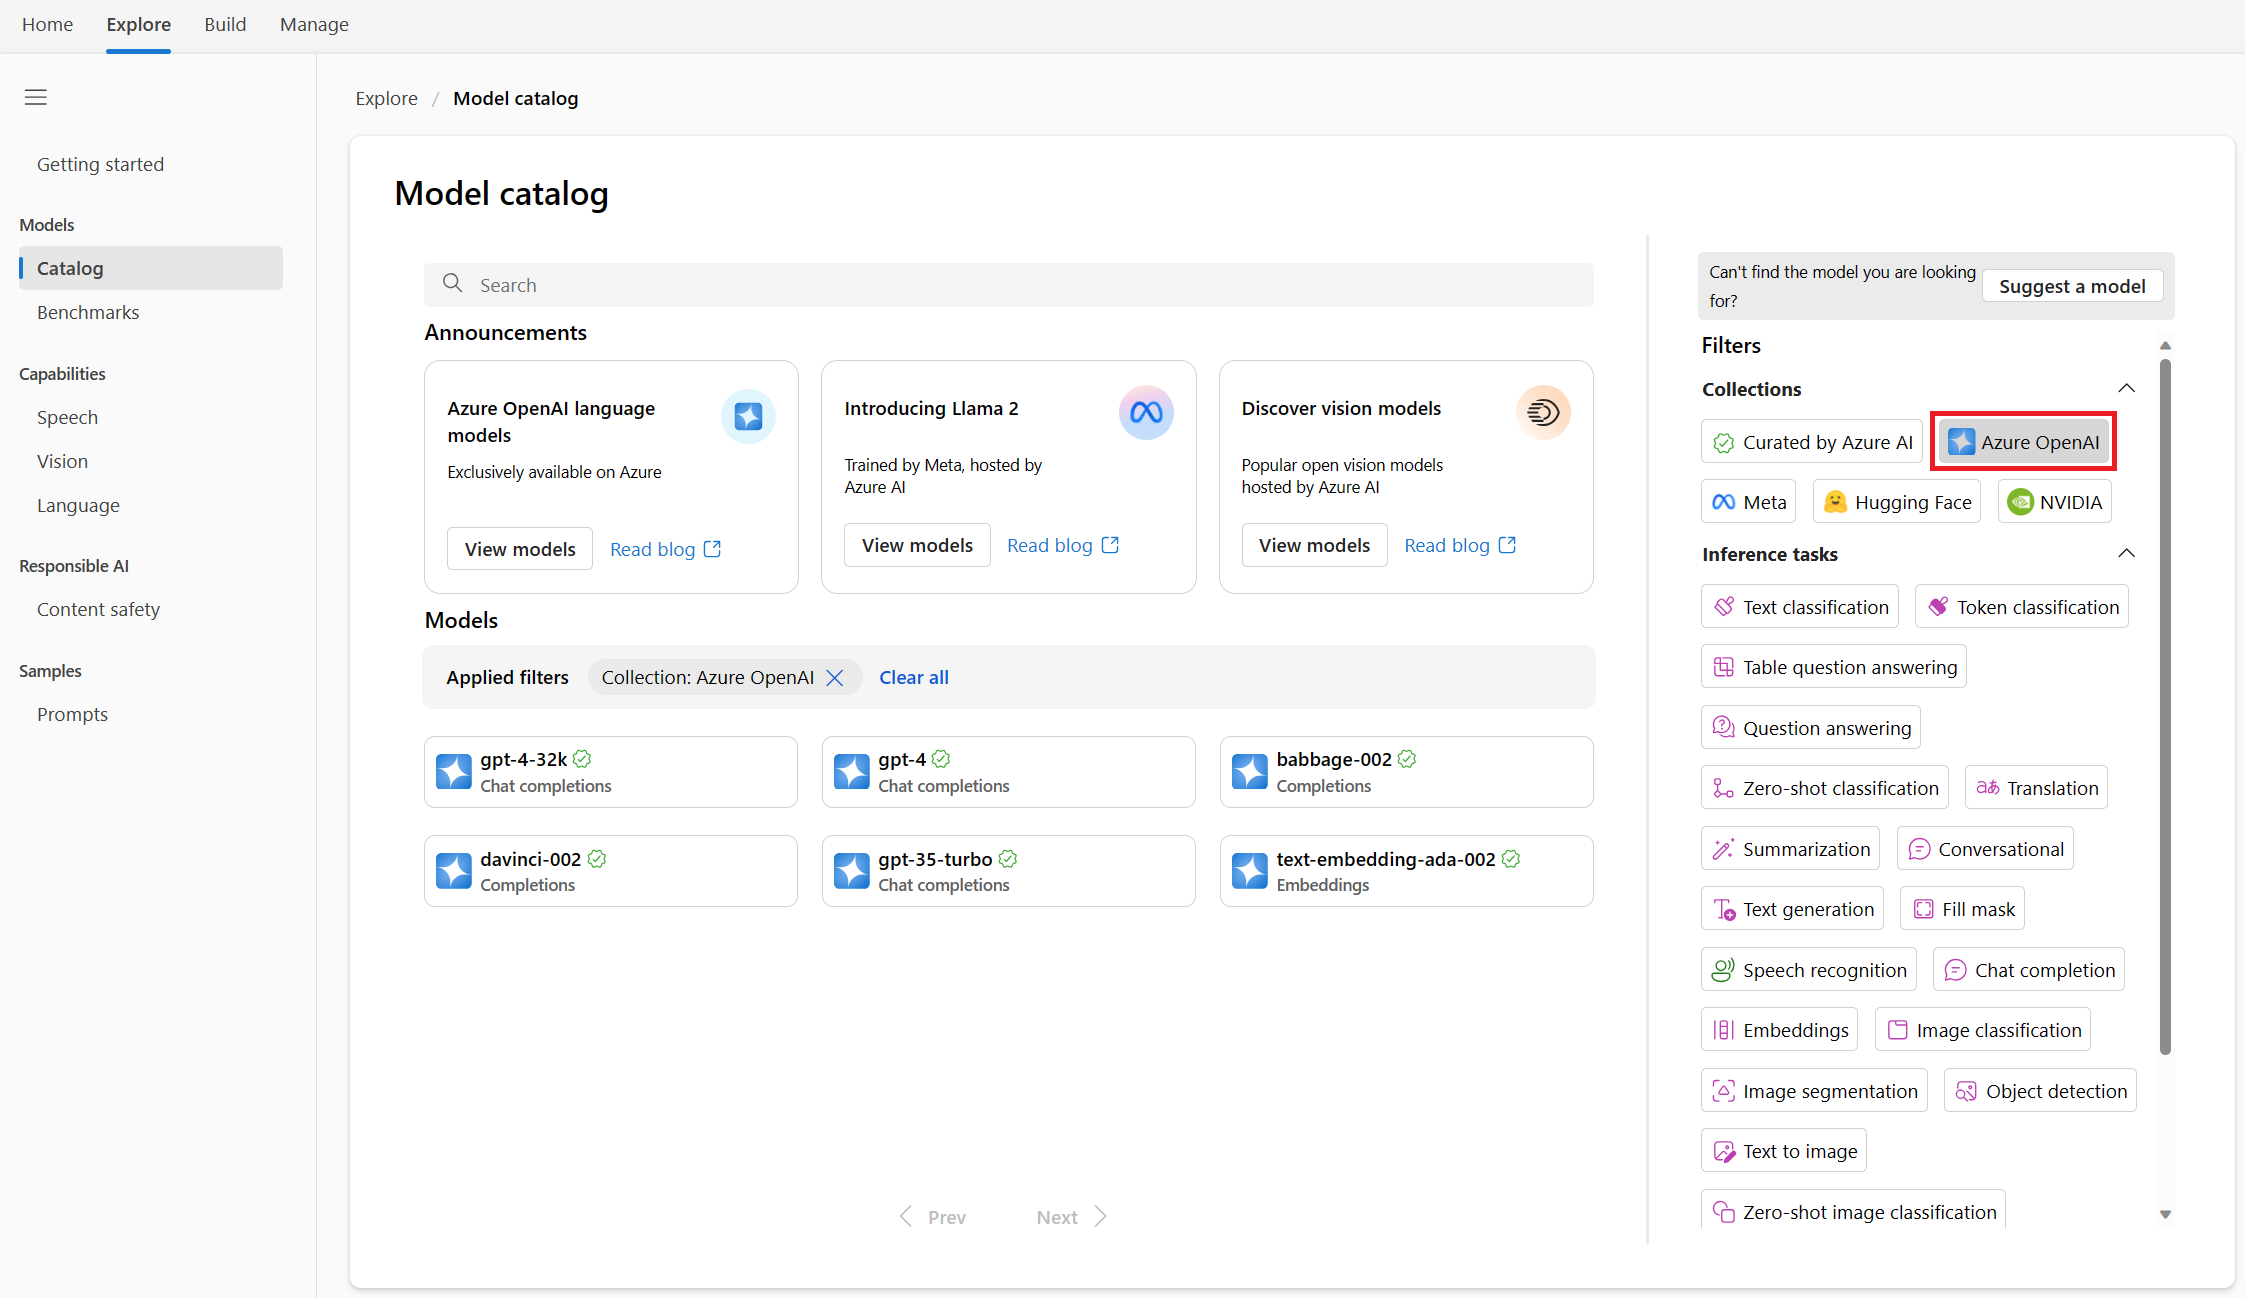 Home Explore Build Manage
Getting started
Models
Catalog
Benchmarks
Capabilities
Speech
Vision
Language
Responsible AI
Content safety
Samples
Prompts
Explore / Model catalog
Model catalog
Search
Announcements
Azure OpenAI language
models
Exclusively available on Azure
View models Read blog
Introducing Llama 2
Trained by Meta, hosted by
Azure AI
View models Read blog
Discover vision models
Popular open vision models
hosted by Azure AI
View models Read blog
Models
Applied filters Collection: Azure OpenAI Clear all
gpt-4-32k
Chat completions
gpt-4
Chat completions
babbage-002
Completions
davinci-002
Completions
gpt-35-turbo
Chat completions
text-embedding-ada-002
Embeddings
Prev Next
Can't find the model you are looking
for?
Suggest a model
Filters
Collections
Curated by Azure AI Azure OpenAI
Meta Hugging Face NVIDIA
Inference tasks
Text classification Token classification
Table question answering
Question answering
Zero-shot classification aあ Translation
Summarization Conversational
Text generation Fill mask
Speech recognition Chat completion
Embeddings Image classification
Image segmentation Object detection
Text to image
Zero-shot image classification